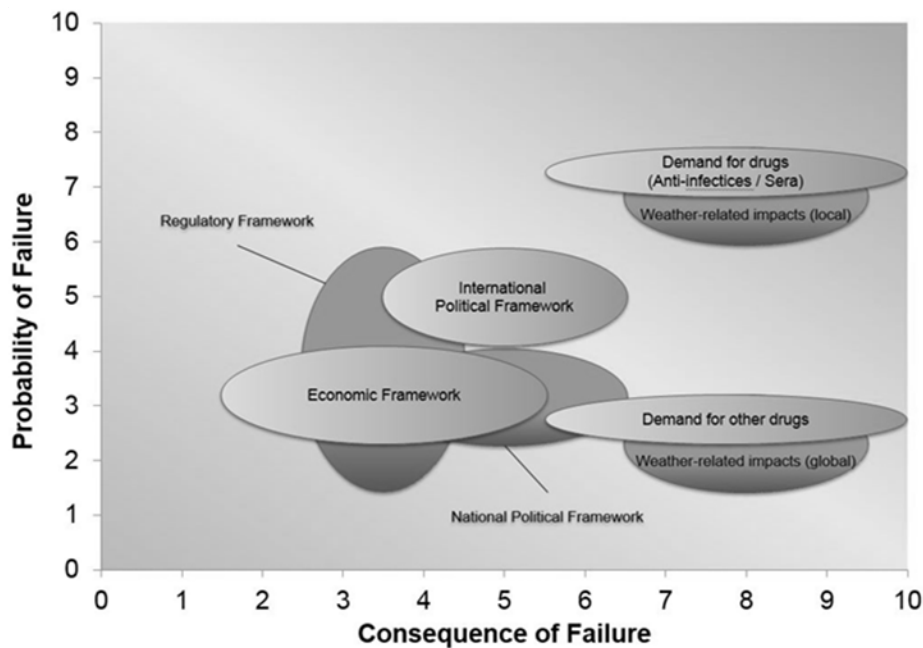 10
9
8
7
6
5
4
3
2
1
0
Probability of Failure
Demand for drugs
(Anti-infectices / Sera)
Weather-related impacts (local)
Regulatory Framework
International
Political Framework
Economic Framework
Demand for other drugs
Weather-related impacts (global)
National Political Framework
0 1 2 3 4 5 6 7 8 9 10
Consequence of Failure